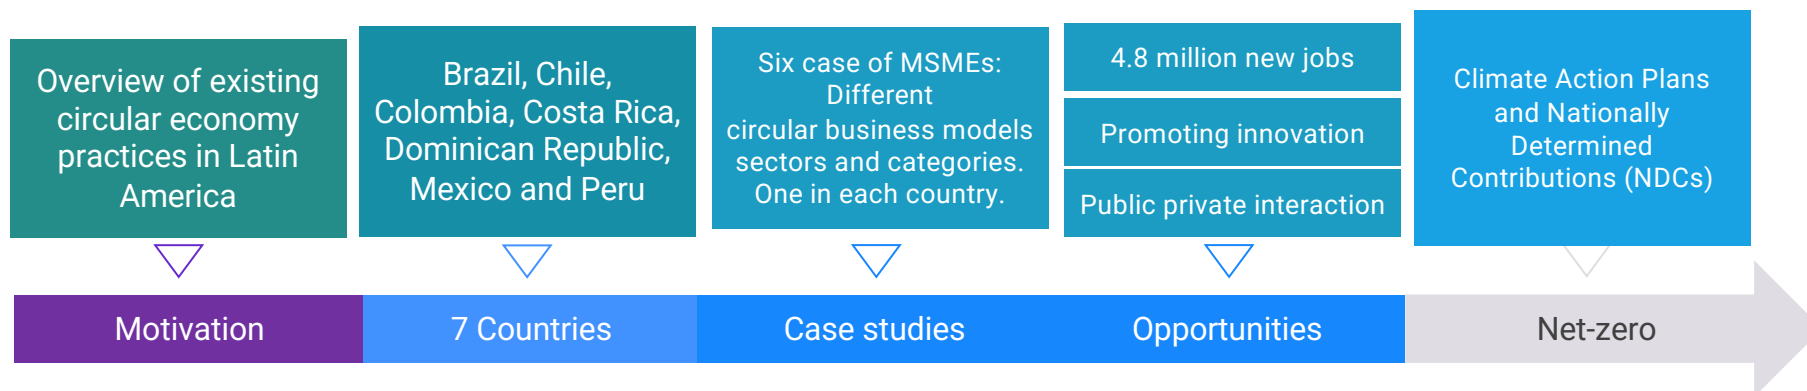 Overview of existing
circular economy
practices in Latin
America
Brazil, Chile,
Colombia, Costa Rica,
Dominican Republic,
Mexico and Peru
Six case of MSMEs:
Different
circular business models
sectors and categories.
One in each country.
4.8 million new jobs
Promoting innovation
Public private interaction
Climate Action Plans
and Nationally
Determined
Contributions (NDCs)
Motivation
7 Countries
Case studies
Opportunities
Net-zero